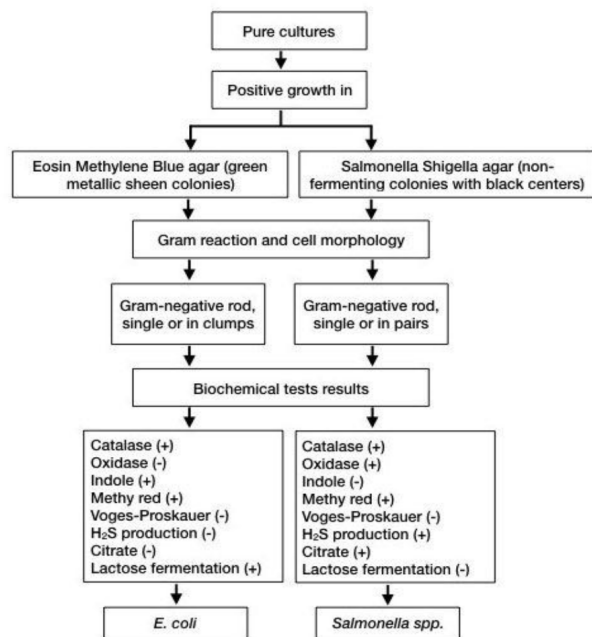 Pure cultures
Positive growth in
Eosin Methylene Blue agar (green
metallic sheen colonies)
Salmonella Shigella agar (non-
fermenting colonies with black centers)
Gram reaction and cell morphology
Gram-negative rod,
single or in clumps
Gram-negative rod,
single or in pairs
Biochemical tests results
Catalase (+)
Oxidase (-)
Indole (+)
Methy red (+)
Voges-Proskauer (-)
H₂S production (-)
Citrate (-)
Lactose fermentation (+)
Catalase (+)
Oxidase (+)
Indole (-)
Methy red (+)
Voges-Proskauer (-)
H₂S production (+)
Citrate (+)
Lactose fermentation (-)
E. coli
Salmonella spp.